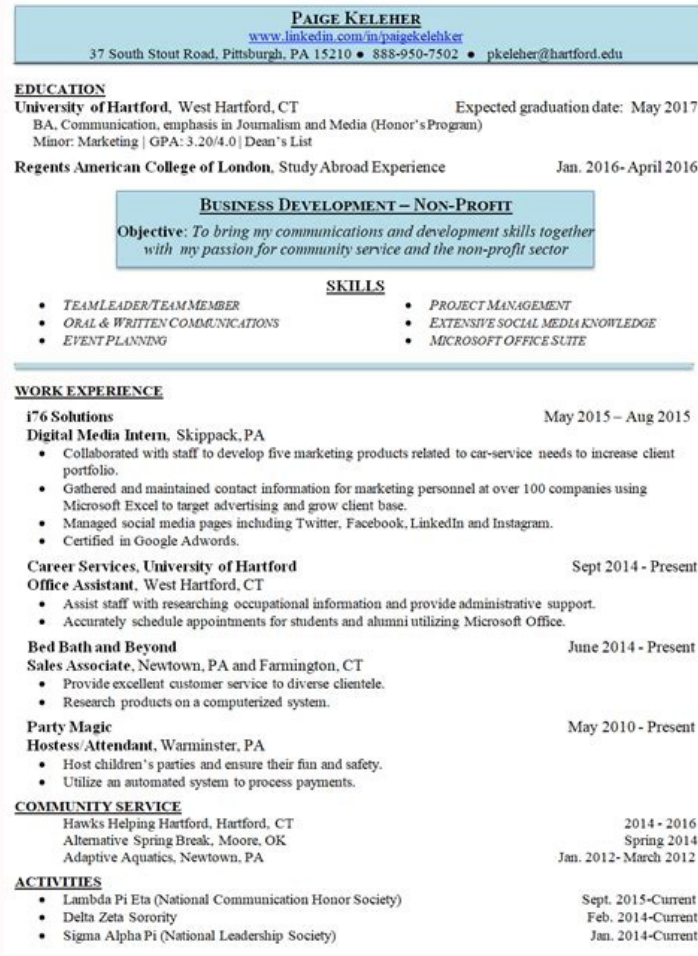 PAIGE KELEHER
www.linkedin.com/in/paigekelehker
37 South Stout Road, Pittsburgh, PA 15210 ● 888-950-7502 ● pkeleher@hartford.edu
EDUCATION
University of Hartford, West Hartford, CT Expected graduation date: May 2017
BA, Communication, emphasis in Journalism and Media (Honor's Program)
Minor: Marketing | GPA: 3.20/4.0 | Dean's List
Regents American College of London, Study Abroad Experience Jan. 2016- April 2016
BUSINESS DEVELOPMENT – NON-PROFIT
Objective: To bring my communications and development skills together
with my passion for community service and the non-profit sector
SKILLS
• TEAM LEADER/TEAM MEMBER • PROJECT MANAGEMENT
• ORAL & WRITTEN COMMUNICATIONS • EXTENSIVE SOCIAL MEDIA KNOWLEDGE
• EVENT PLANNING • MICROSOFT OFFICE SUITE
WORK EXPERIENCE
i76 Solutions May 2015 – Aug 2015
Digital Media Intern, Skippack, PA
• Collaborated with staff to develop five marketing products related to car-service needs to increase client
portfolio.
• Gathered and maintained contact information for marketing personnel at over 100 companies using
Microsoft Excel to target advertising and grow client base.
• Managed social media pages including Twitter, Facebook, LinkedIn and Instagram.
• Certified in Google Adwords.
Career Services, University of Hartford Sept 2014 - Present
Office Assistant, West Hartford, CT
• Assist staff with researching occupational information and provide administrative support.
• Accurately schedule appointments for students and alumni utilizing Microsoft Office.
Bed Bath and Beyond June 2014 - Present
Sales Associate, Newtown, PA and Farmington, CT
• Provide excellent customer service to diverse clientele.
• Research products on a computerized system.
Party Magic May 2010 - Present
Hostess/Attendant, Warminster, PA
• Host children's parties and ensure their fun and safety.
• Utilize an automated system to process payments.
COMMUNITY SERVICE
Hawks Helping Hartford, Hartford, CT 2014 - 2016
Alternative Spring Break, Moore, OK Spring 2014
Adaptive Aquatics, Newtown, PA Jan. 2012- March 2012
ACTIVITIES
• Lambda Pi Eta (National Communication Honor Society) Sept. 2015-Current
• Delta Zeta Sorority Feb. 2014-Current
• Sigma Alpha Pi (National Leadership Society) Jan. 2014-Current